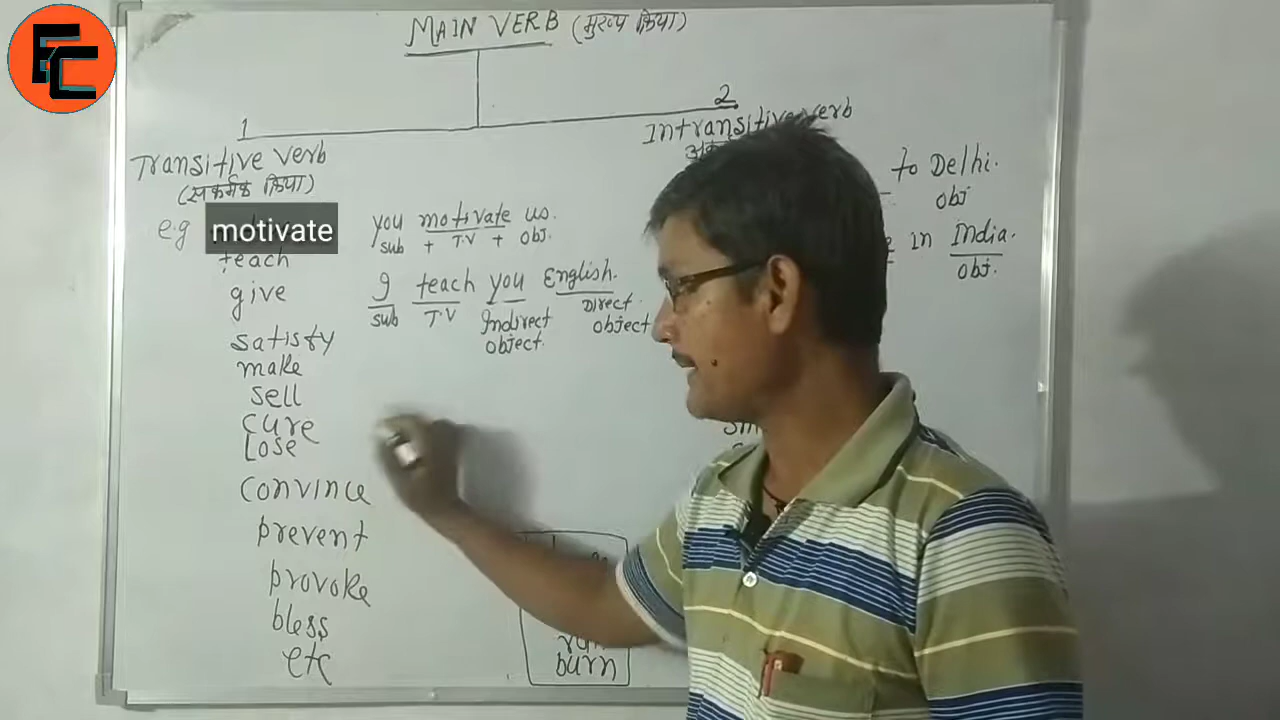 EC
MAIN VERB (मुख्य क्रिया)
1
2
Transitive verb
(सकर्मक क्रिया)
Intransitive verb
to Delhi.
obj
e.g motivate
teach
give
satisfy
make
sell
cure
Lose
convince
prevent
provoke
bless
etc
you motivate us.
sub + T.V + obj.
I teach you English.
sub T.V Indirect object. Direct object
in India.
obj.
burn